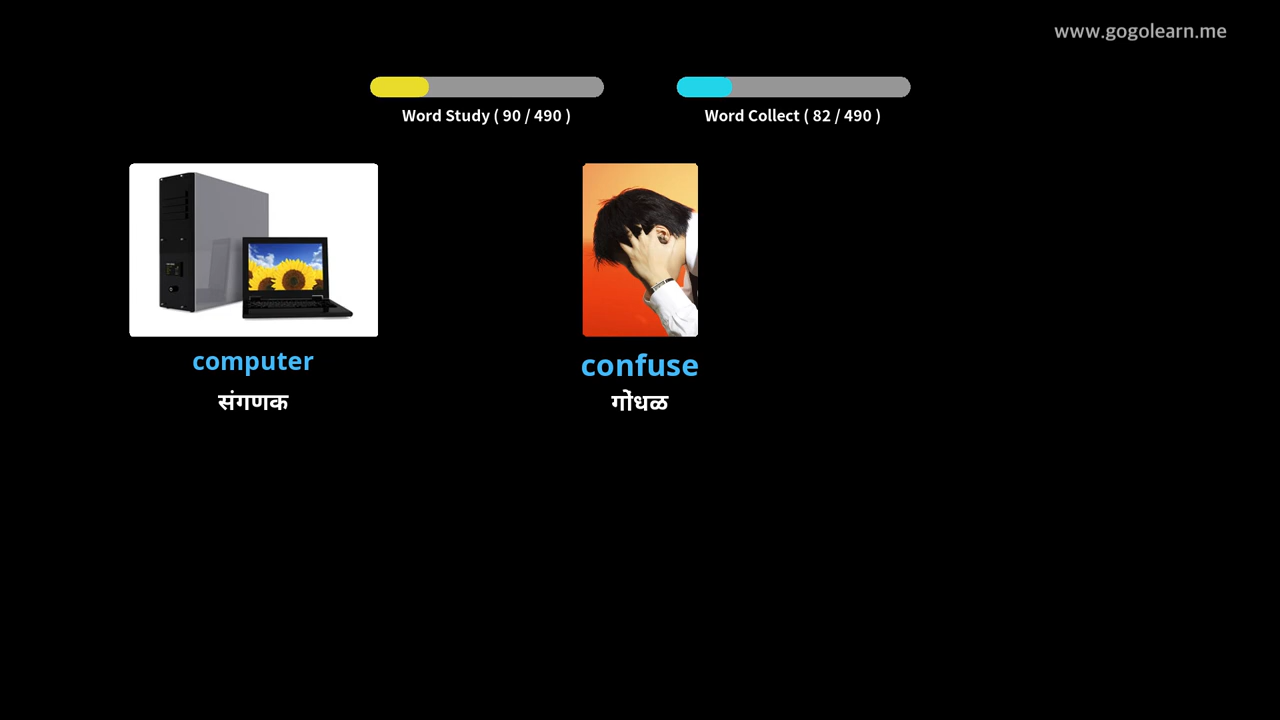 www.gogolearn.me
Word Study ( 90 / 490 )
Word Collect ( 82 / 490 )
computer
संगणक
confuse
गोंधळ